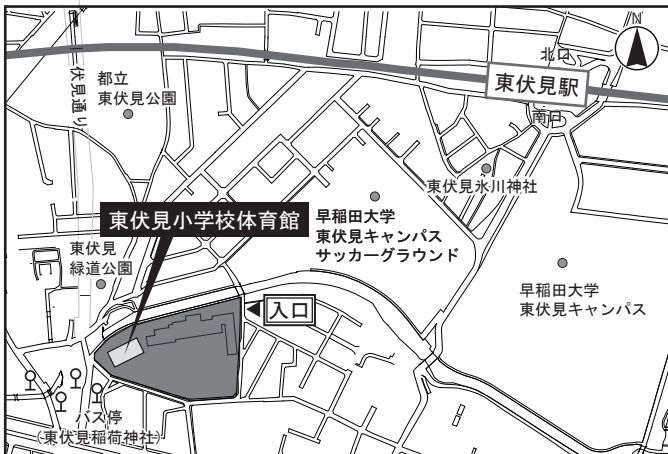 N
北口
東伏見駅
南口
伏見通り
都立
東伏見公園
東伏見氷川神社
東伏見小学校体育館
早稲田大学
東伏見キャンパス
サッカーグラウンド
東伏見
緑道公園
早稲田大学
東伏見キャンパス
入口
バス停
(東伏見稲荷神社)